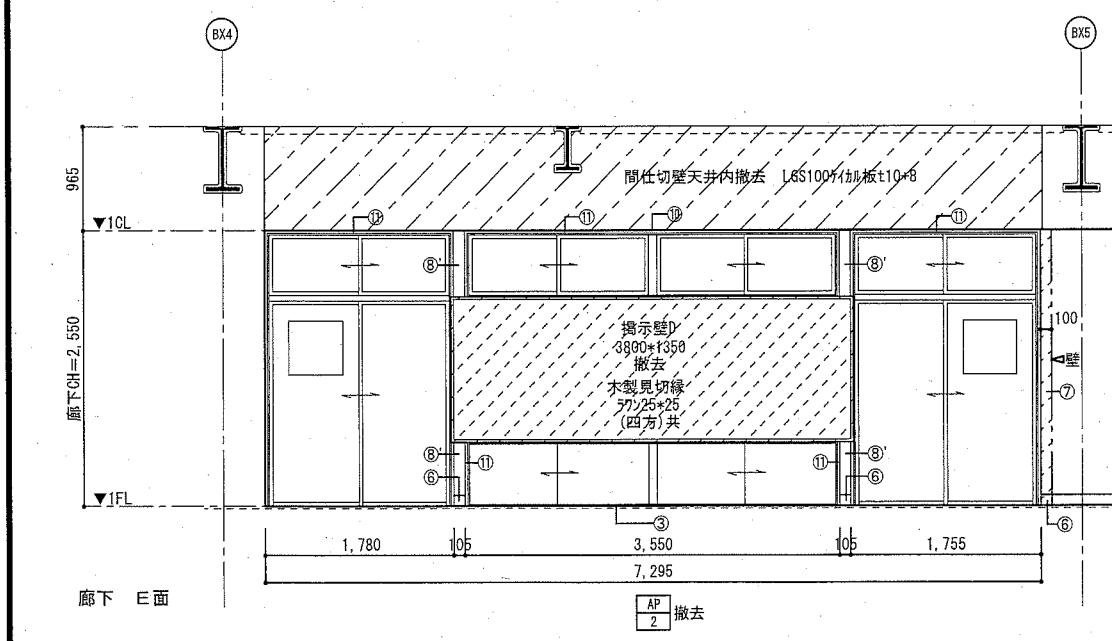 BX4
BX5
965
間仕切壁天井内撤去 LGS100ケイカル板t10+8
▼1CL
⑪
⑪
⑩
⑪
⑧'
⑧'
廊下CH=2,550
掲示壁D
3800*1350
撤去
木製見切縁
ラワン25*25
(四方)共
100
壁
⑦
⑧
⑪
⑪
⑧'
⑥
⑥
▼1FL
③
⑥
1,780
105
3,550
105
1,755
7,295
廊下 E面
AP
2
撤去